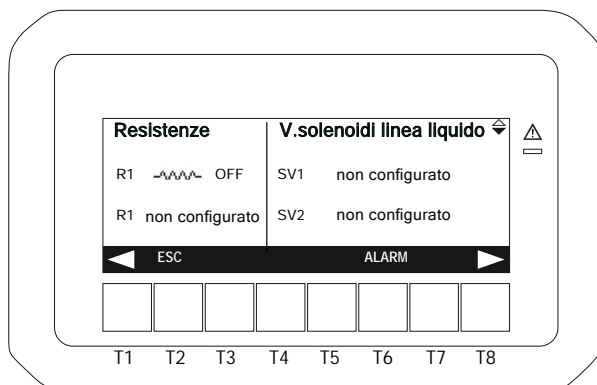 Resistenze V.solenoidi linea liquido
R1 OFF SV1 non configurato
R1 non configurato SV2 non configurato
ESC ALARM
T1 T2 T3 T4 T5 T6 T7 T8